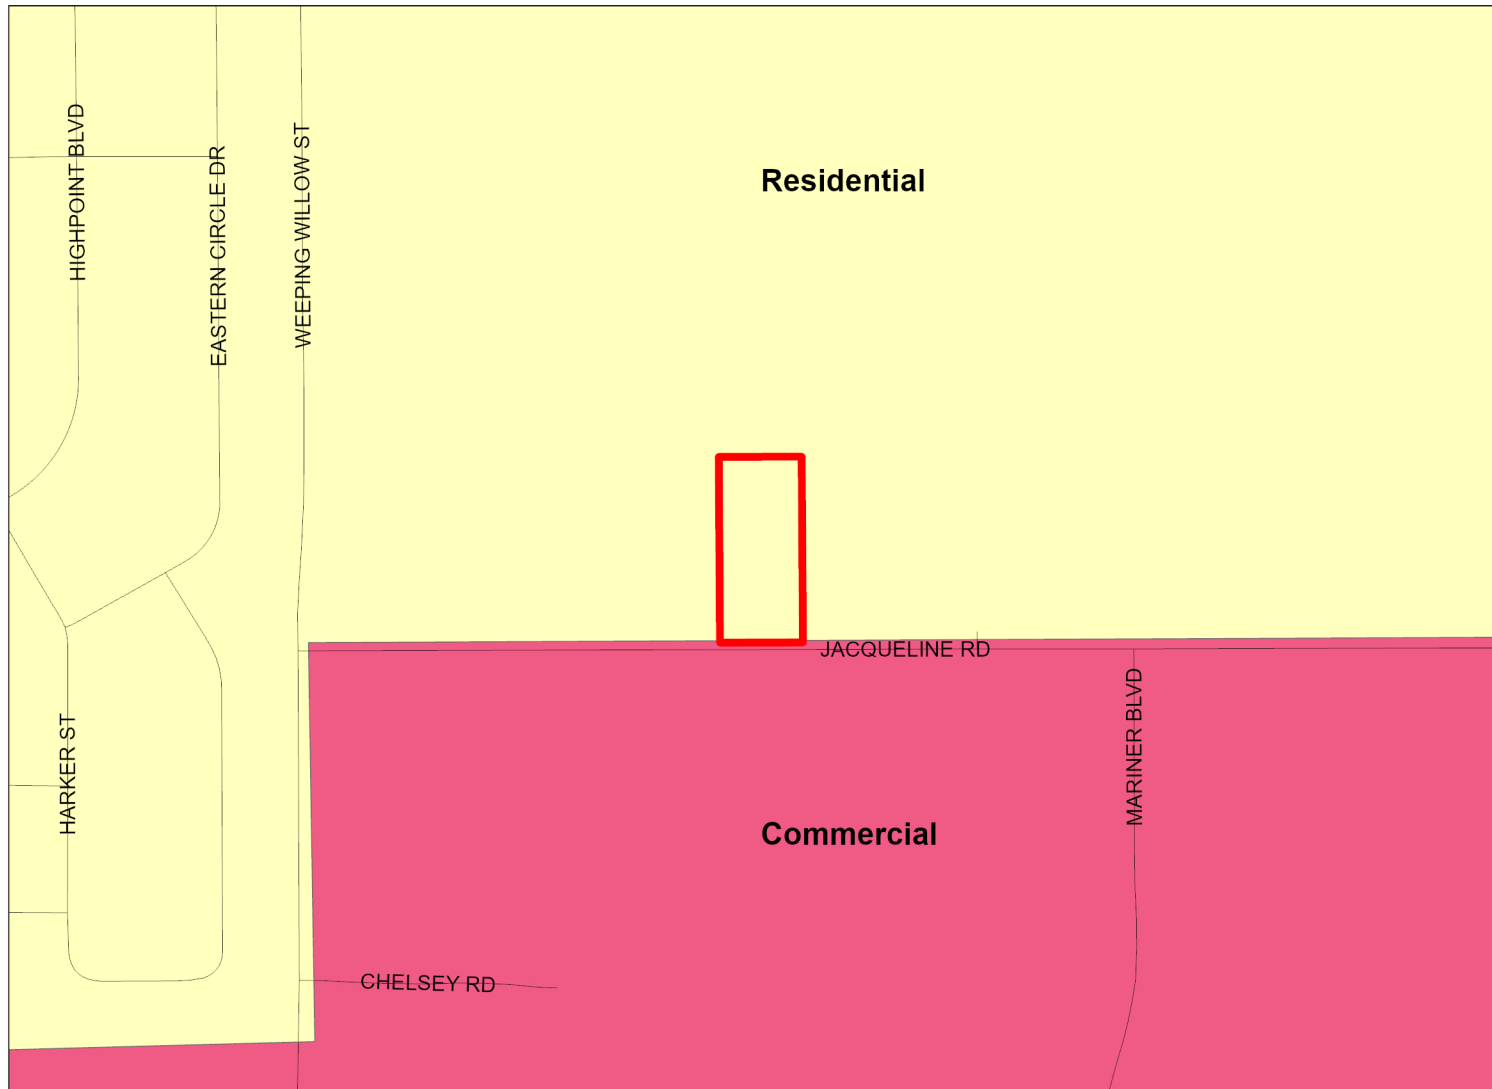 HIGHPOINT BLVD
EASTERN CIRCLE DR
WEEPING WILLOW ST
Residential
JACQUELINE RD
MARINER BLVD
HARKER ST
Commercial
CHELSEY RD